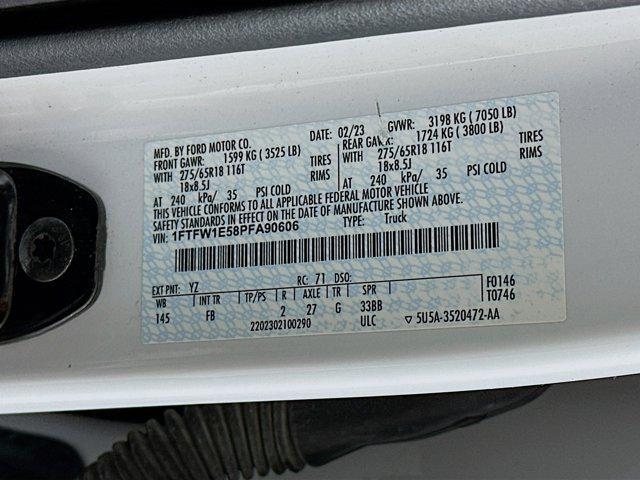 MFD. BY FORD MOTOR CO.
DATE: 02/23 GVWR: 3198 KG ( 7050 LB)
FRONT GAWR: 1599 KG ( 3525 LB)
REAR GAWR: 1724 KG ( 3800 LB)
WITH 275/65R18 116T TIRES
WITH 275/65R18 116T TIRES
18x8.5J RIMS
18x8.5J RIMS
AT 240 kPa/ 35 PSI COLD
AT 240 kPa/ 35 PSI COLD
THIS VEHICLE CONFORMS TO ALL APPLICABLE FEDERAL MOTOR VEHICLE
SAFETY STANDARDS IN EFFECT ON THE DATE OF MANUFACTURE SHOWN ABOVE.
VIN: 1FTFW1E58PFA90606 TYPE: Truck
EXT PNT: YZ RC: 71 DSO: F0146
WB INT TR TP/PS R AXLE TR SPR T0746
145 FB 2 27 G 33BB
2202302100290 ULC ▽ 5U5A-3520472-AA